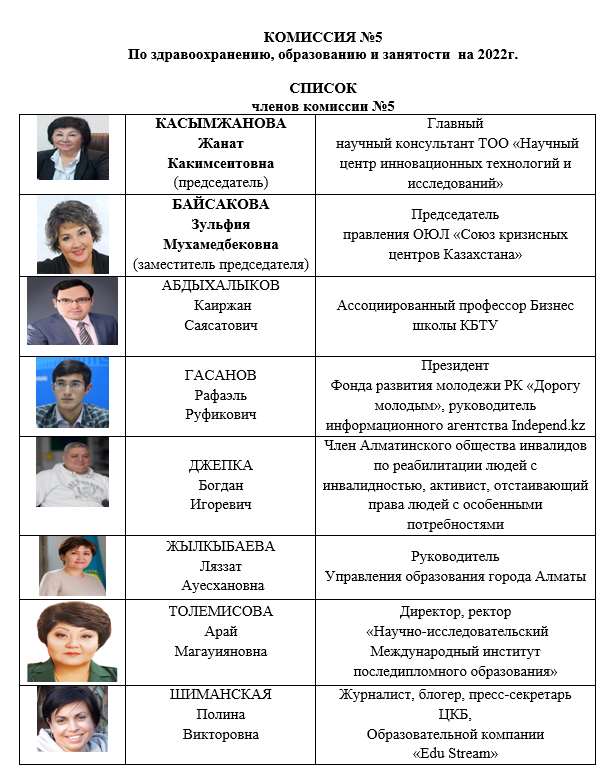 КОМИССИЯ №5
По здравоохранению, образованию и занятости на 2022г.
СПИСОК
членов комиссии №5
КАСЫМЖАНОВА
Жанат
Какимсеитовна
(председатель)
Главный
научный консультант ТОО «Научный
центр инновационных технологий и
исследований»
БАЙСАКОВА
Зульфия
Мухамедбековна
(заместитель председателя)
Председатель
правления ОЮЛ «Союз кризисных
центров Казахстана»
АБДЫХАЛЫКОВ
Каиржан
Саясатович
Ассоциированный профессор Бизнес
школы КБТУ
ГАСАНОВ
Рафаэль
Руфикович
Президент
Фонда развития молодежи РК «Дорогу
молодым», руководитель
информационного агентства Independ.kz
ДЖЕПКА
Богдан
Игоревич
Член Алматинского общества инвалидов
по реабилитации людей с
инвалидностью, активист, отстаивающий
права людей с особенными
потребностями
ЖЫЛКЫБАЕВА
Ляззат
Ауесхановна
Руководитель
Управления образования города Алматы
ТОЛЕМИСОВА
Арай
Магауияновна
Директор, ректор
«Научно-исследовательский
Международный институт
последипломного образования»
ШИМАНСКАЯ
Полина
Викторовна
Журналист, блогер, пресс-секретарь
ЦКБ,
Образовательной компании
«Edu Stream»